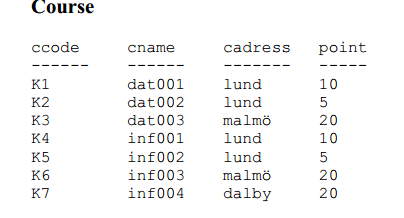 Course
ccode cname cadress point
------ ------ ------- -----
K1 dat001 lund 10
K2 dat002 lund 5
K3 dat003 malmö 20
K4 inf001 lund 10
K5 inf002 lund 5
K6 inf003 malmö 20
K7 inf004 dalby 20